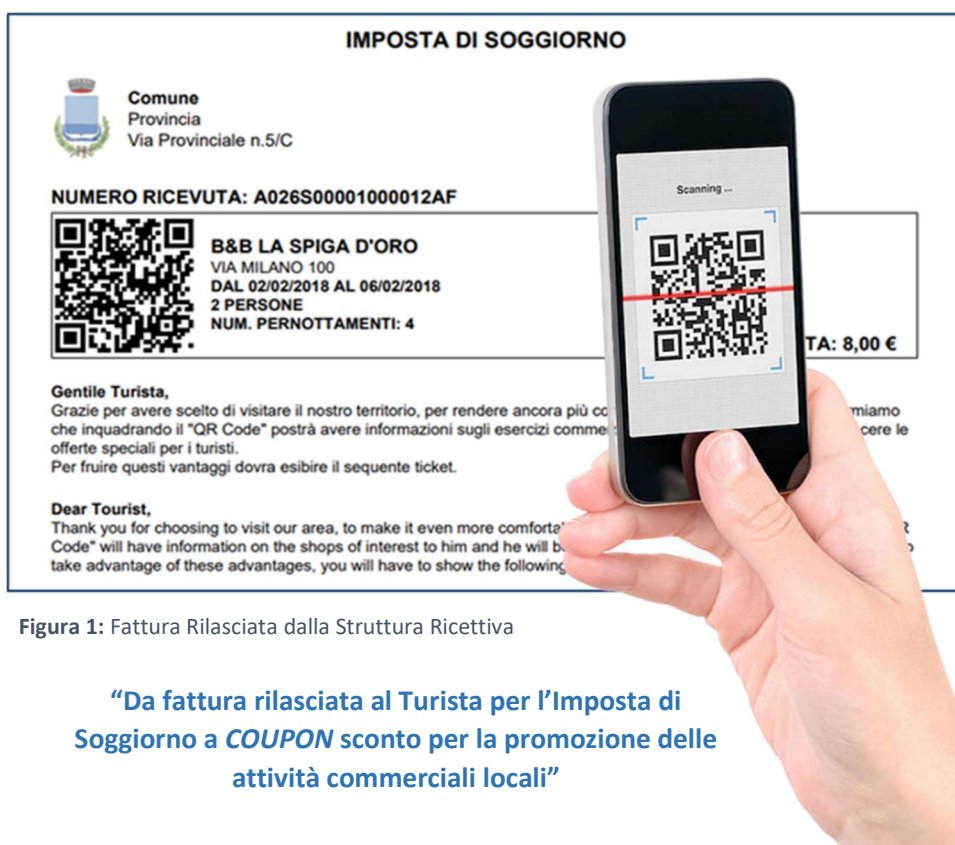 IMPOSTA DI SOGGIORNO
Comune
Provincia
Via Provinciale n.5/C
NUMERO RICEVUTA: A026S00001000012AF
B&B LA SPIGA D'ORO
VIA MILANO 100
DAL 02/02/2018 AL 06/02/2018
2 PERSONE
NUM. PERNOTTAMENTI: 4
TA: 8,00 €
Scanning ...
Gentile Turista,
Grazie per avere scelto di visitare il nostro territorio, per rendere ancora più co miamo
che inquadrando il "QR Code" postrà avere informazioni sugli esercizi comme cere le
offerte speciali per i turisti.
Per fruire questi vantaggi dovra esibire il sequente ticket.
Dear Tourist,
Thank you for choosing to visit our area, to make it even more comforta
Code" will have information on the shops of interest to him and he will b
take advantage of these advantages, you will have to show the following
Figura 1: Fattura Rilasciata dalla Struttura Ricettiva
“Da fattura rilasciata al Turista per l’Imposta di
Soggiorno a COUPON sconto per la promozione delle
attività commerciali locali”